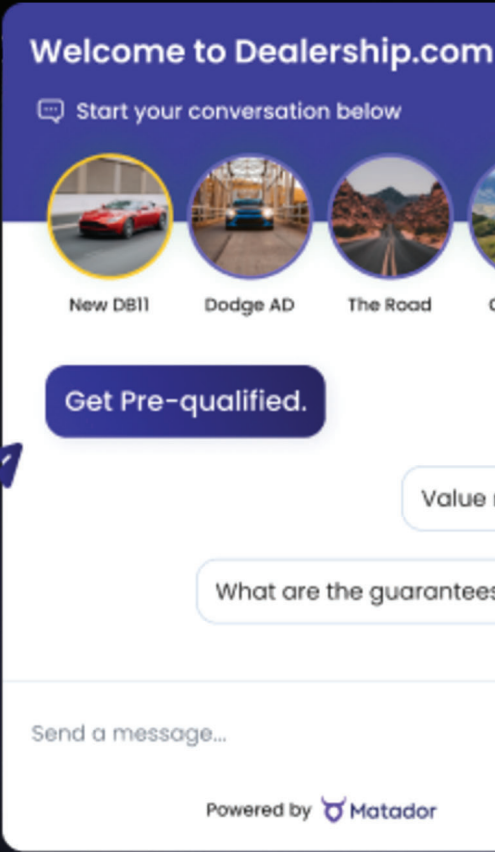 Welcome to Dealership.com
Start your conversation below
New DB11
Dodge AD
The Road
Get Pre-qualified.
Value
What are the guarantees
Send a message...
Powered by Matador